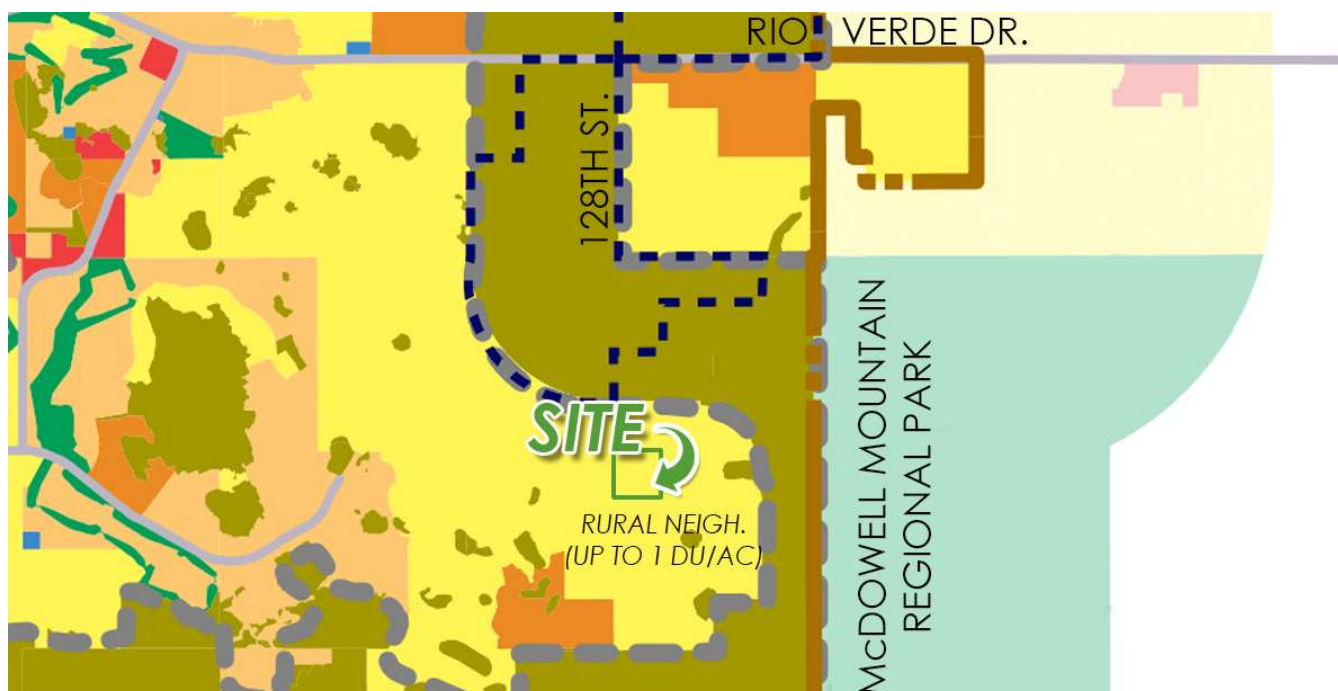 RIO VERDE DR.
128TH ST.
SITE
RURAL NEIGH.
(UP TO 1 DU/AC)
McDOWELL MOUNTAIN
REGIONAL PARK